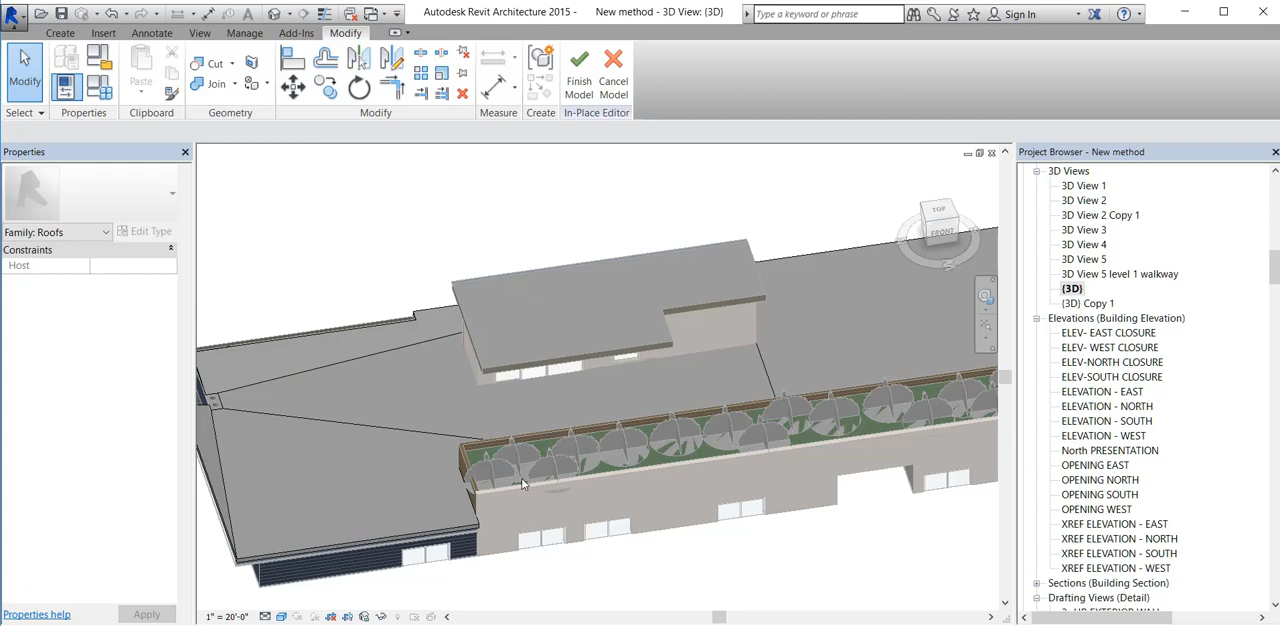 Autodesk Revit Architecture 2015 - New method - 3D View: {3D}
Type a keyword or phrase
Sign In
Create Insert Annotate View Manage Add-Ins Modify
Modify
Paste
Cut
Join
Finish Model
Cancel Model
Select Properties Clipboard Geometry Modify Measure Create In-Place Editor
Properties
Family: Roofs
Edit Type
Constraints
Host
Properties help
Apply
TOP
FRONT
1" = 20'-0"
Project Browser - New method
3D Views
3D View 1
3D View 2
3D View 2 Copy 1
3D View 3
3D View 4
3D View 5
3D View 5 level 1 walkway
{3D}
{3D} Copy 1
Elevations (Building Elevation)
ELEV- EAST CLOSURE
ELEV- WEST CLOSURE
ELEV-NORTH CLOSURE
ELEV-SOUTH CLOSURE
ELEVATION - EAST
ELEVATION - NORTH
ELEVATION - SOUTH
ELEVATION - WEST
North PRESENTATION
OPENING EAST
OPENING NORTH
OPENING SOUTH
OPENING WEST
XREF ELEVATION - EAST
XREF ELEVATION - NORTH
XREF ELEVATION - SOUTH
XREF ELEVATION - WEST
Sections (Building Section)
Drafting Views (Detail)